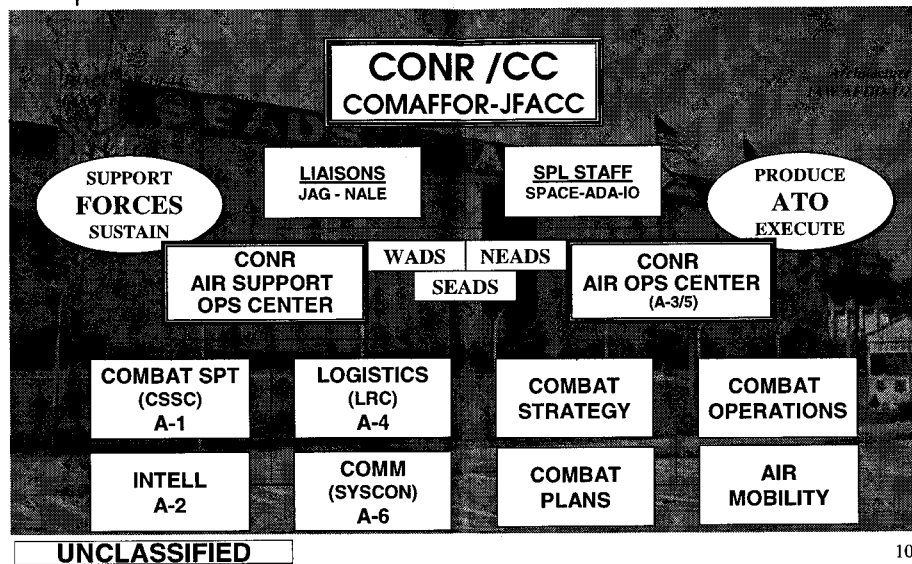 CONR /CC
COMAFFOR-JFACC
SUPPORT
FORCES
SUSTAIN
LIAISONS
JAG - NALE
SPL STAFF
SPACE-ADA-IO
PRODUCE
ATO
EXECUTE
CONR
AIR SUPPORT
OPS CENTER
WADS
NEADS
SEADS
CONR
AIR OPS CENTER
(A-3/5)
COMBAT SPT
(CSSC)
A-1
LOGISTICS
(LRC)
A-4
COMBAT
STRATEGY
COMBAT
OPERATIONS
INTELL
A-2
COMM
(SYSCON)
A-6
COMBAT
PLANS
AIR
MOBILITY
UNCLASSIFIED
10